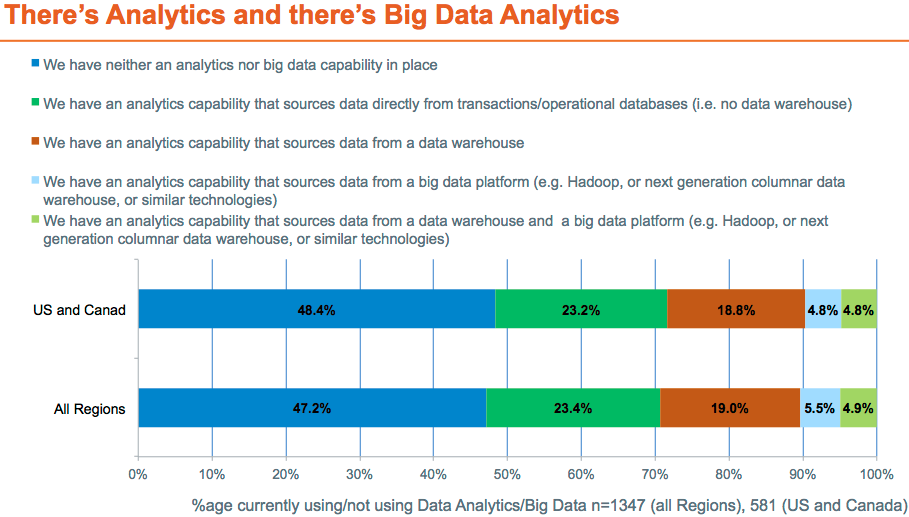 There's Analytics and there's Big Data Analytics
We have neither an analytics nor big data capability in place
We have an analytics capability that sources data directly from transactions/operational databases (i.e. no data warehouse)
We have an analytics capability that sources data from a data warehouse
We have an analytics capability that sources data from a big data platform (e.g. Hadoop, or next generation columnar data
warehouse, or similar technologies)
We have an analytics capability that sources data from a data warehouse and a big data platform (e.g. Hadoop, or next
generation columnar data warehouse, or similar technologies)
US and Canad 48.4% 23.2% 18.8% 4.8% 4.8%
All Regions 47.2% 23.4% 19.0% 5.5% 4.9%
0% 10% 20% 30% 40% 50% 60% 70% 80% 90% 100%
%age currently using/not using Data Analytics/Big Data n=1347 (all Regions), 581 (US and Canada)